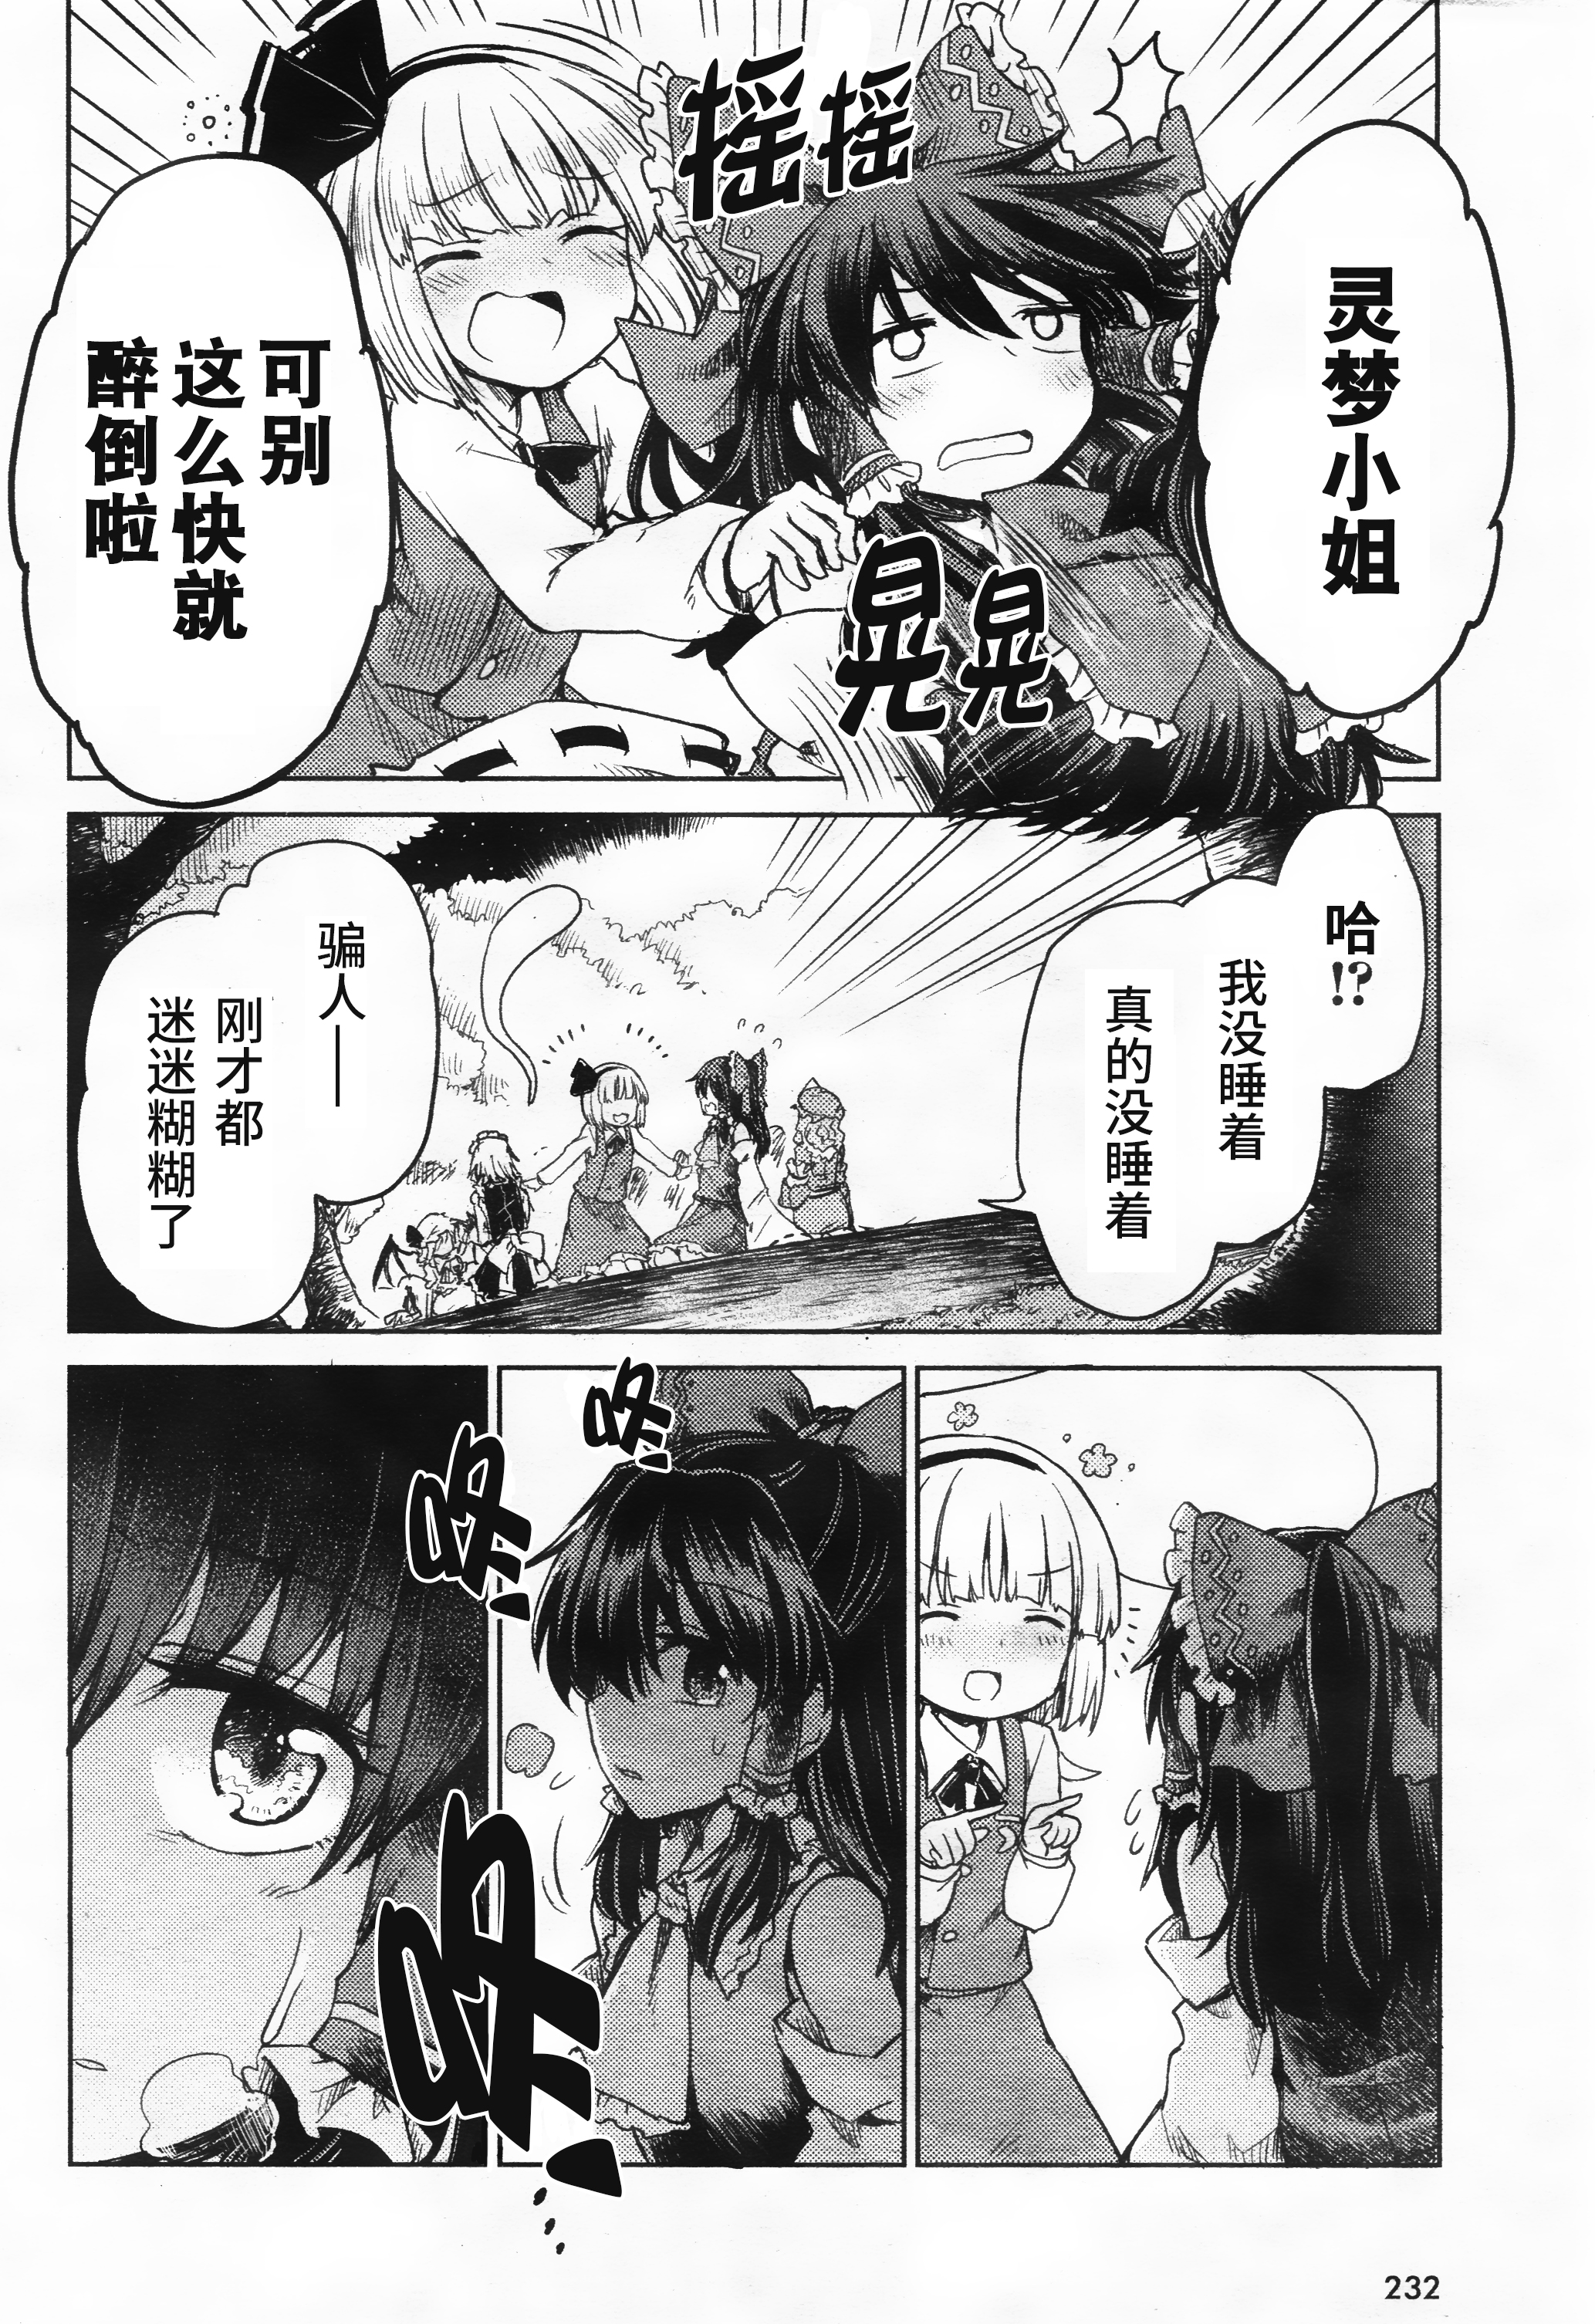 灵梦小姐
摇摇
晃晃
可别
这么快就
醉倒啦
哈!?
我没睡着
真的没睡着
骗人——
刚才都
迷迷糊糊了
咚
咚
咚
232